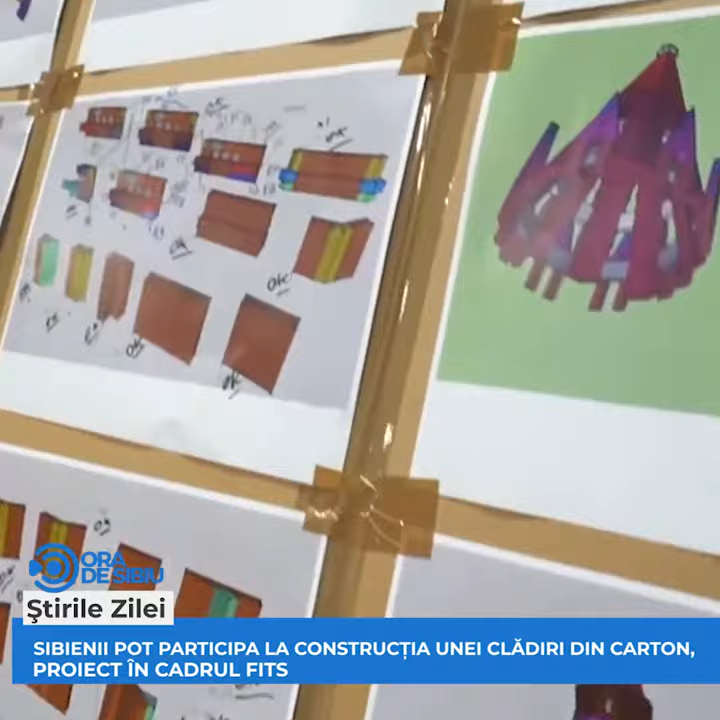 ORA
DE SIBIU
Știrile Zilei
SIBIENII POT PARTICIPA LA CONSTRUCȚIA UNEI CLĂDIRI DIN CARTON,
PROIECT ÎN CADRUL FITS